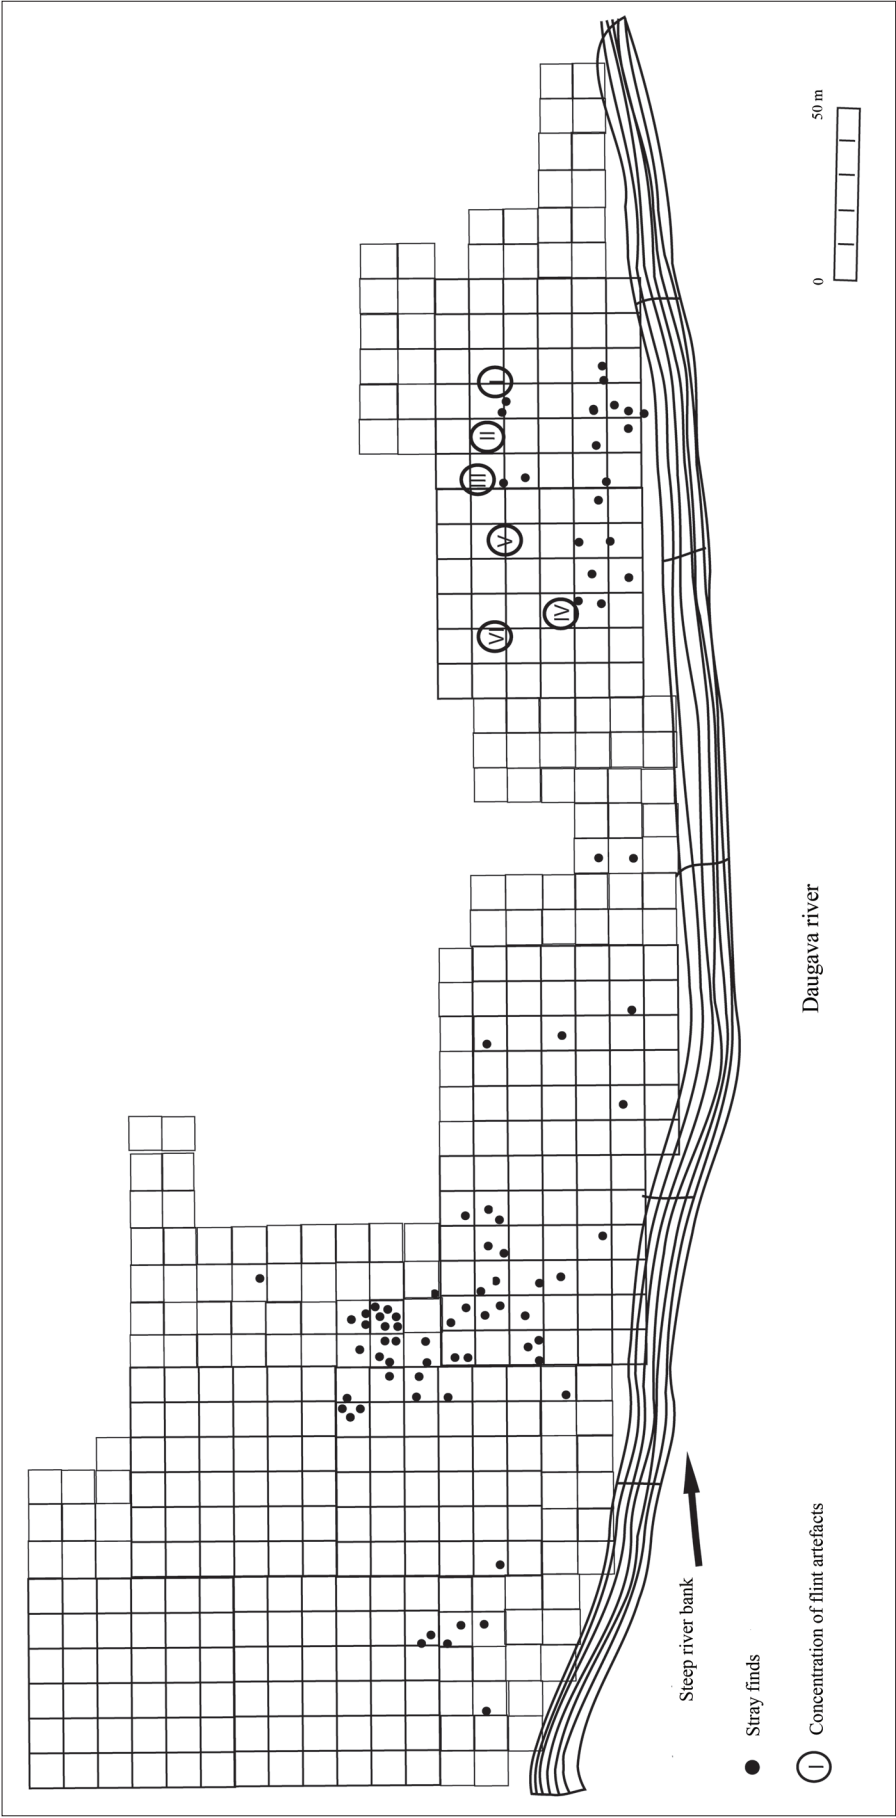 I
II
III
V
IV
VI
0
50 m
Daugava river
Steep river bank
Stray finds
I
Concentration of flint artefacts